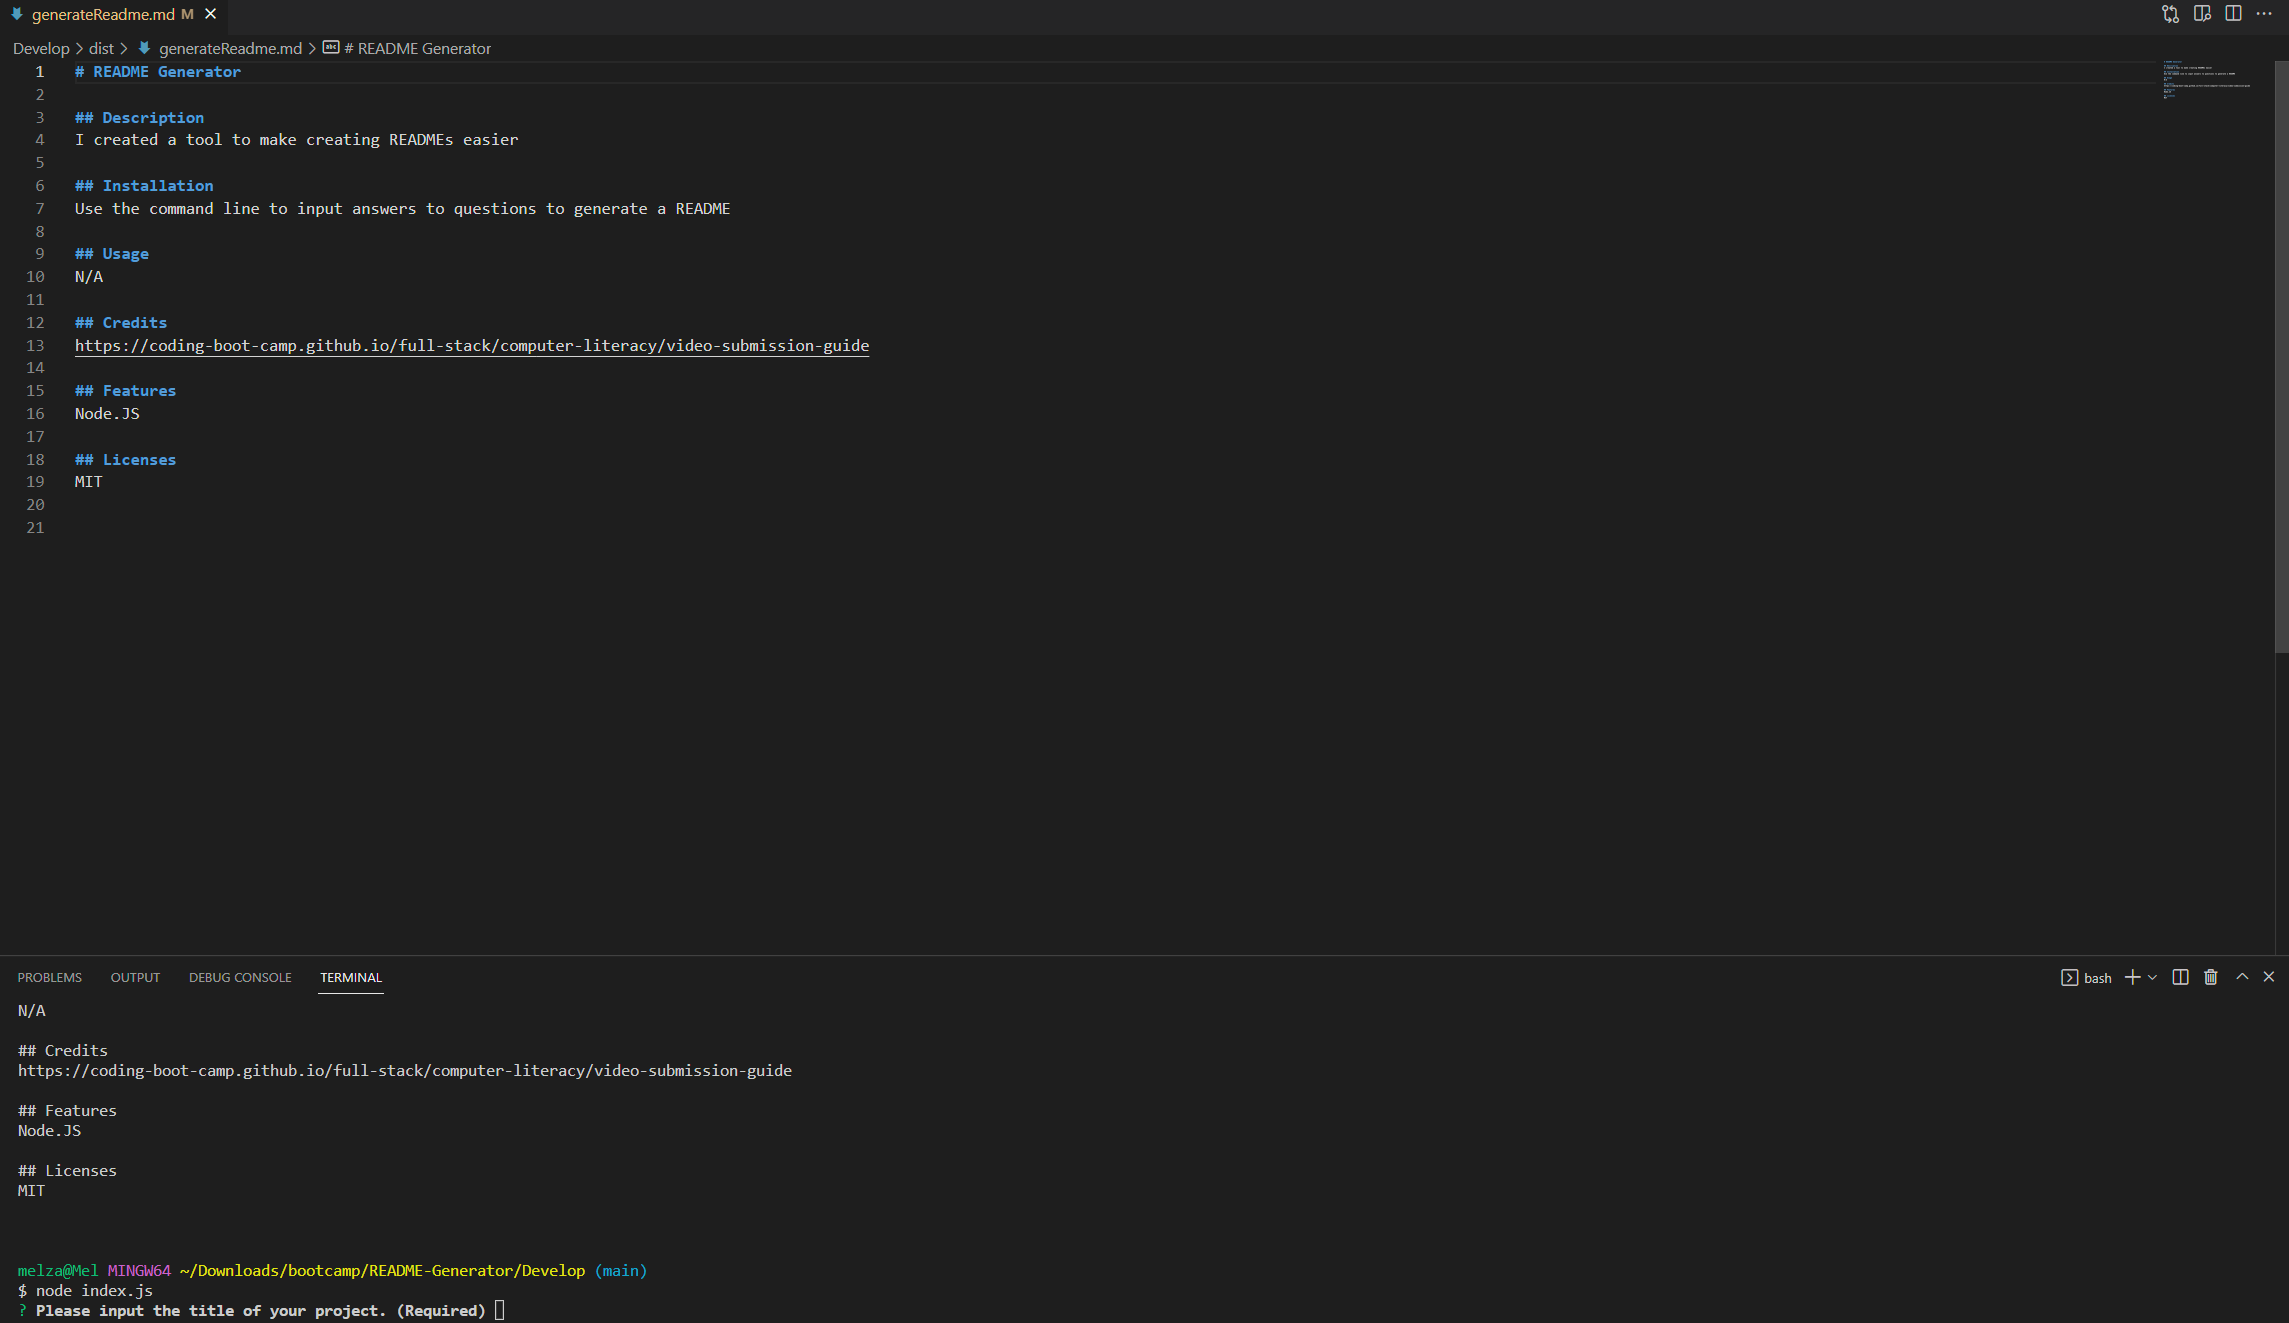 generateReadme.md M
Develop > dist > generateReadme.md > # README Generator
1 # README Generator
2
3 ## Description
4 I created a tool to make creating READMEs easier
5
6 ## Installation
7 Use the command line to input answers to questions to generate a README
8
9 ## Usage
10 N/A
11
12 ## Credits
13 https://coding-boot-camp.github.io/full-stack/computer-literacy/video-submission-guide
14
15 ## Features
16 Node.JS
17
18 ## Licenses
19 MIT
20
21
PROBLEMS OUTPUT DEBUG CONSOLE TERMINAL bash
N/A
## Credits
https://coding-boot-camp.github.io/full-stack/computer-literacy/video-submission-guide
## Features
Node.JS
## Licenses
MIT
melza@Mel MINGW64 ~/Downloads/bootcamp/README-Generator/Develop (main)
$ node index.js
? Please input the title of your project. (Required)